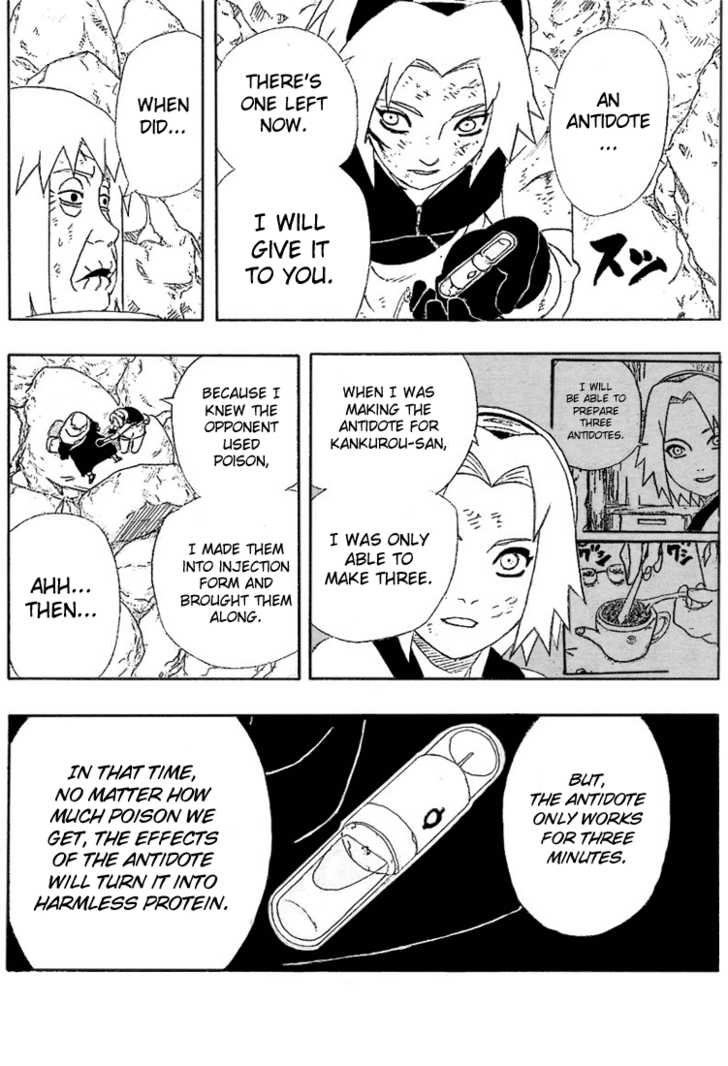 AN
ANTIDOTE
...
スッ
THERE'S
ONE LEFT
NOW.
I WILL
GIVE IT
TO YOU.
WHEN
DID...
I WILL
BE ABLE TO
PREPARE
THREE
ANTIDOTES.
グシ
グシ
WHEN I WAS
MAKING THE
ANTIDOTE FOR
KANKUROU-SAN,
I WAS ONLY
ABLE TO
MAKE THREE.
BECAUSE I
KNEW THE
OPPONENT
USED
POISON,
I MADE THEM
INTO INJECTION
FORM AND
BROUGHT THEM
ALONG.
AHH...
THEN...
BUT,
THE ANTIDOTE
ONLY WORKS
FOR THREE
MINUTES.
IN THAT TIME,
NO MATTER HOW
MUCH POISON WE
GET, THE EFFECTS
OF THE ANTIDOTE
WILL TURN IT INTO
HARMLESS PROTEIN.